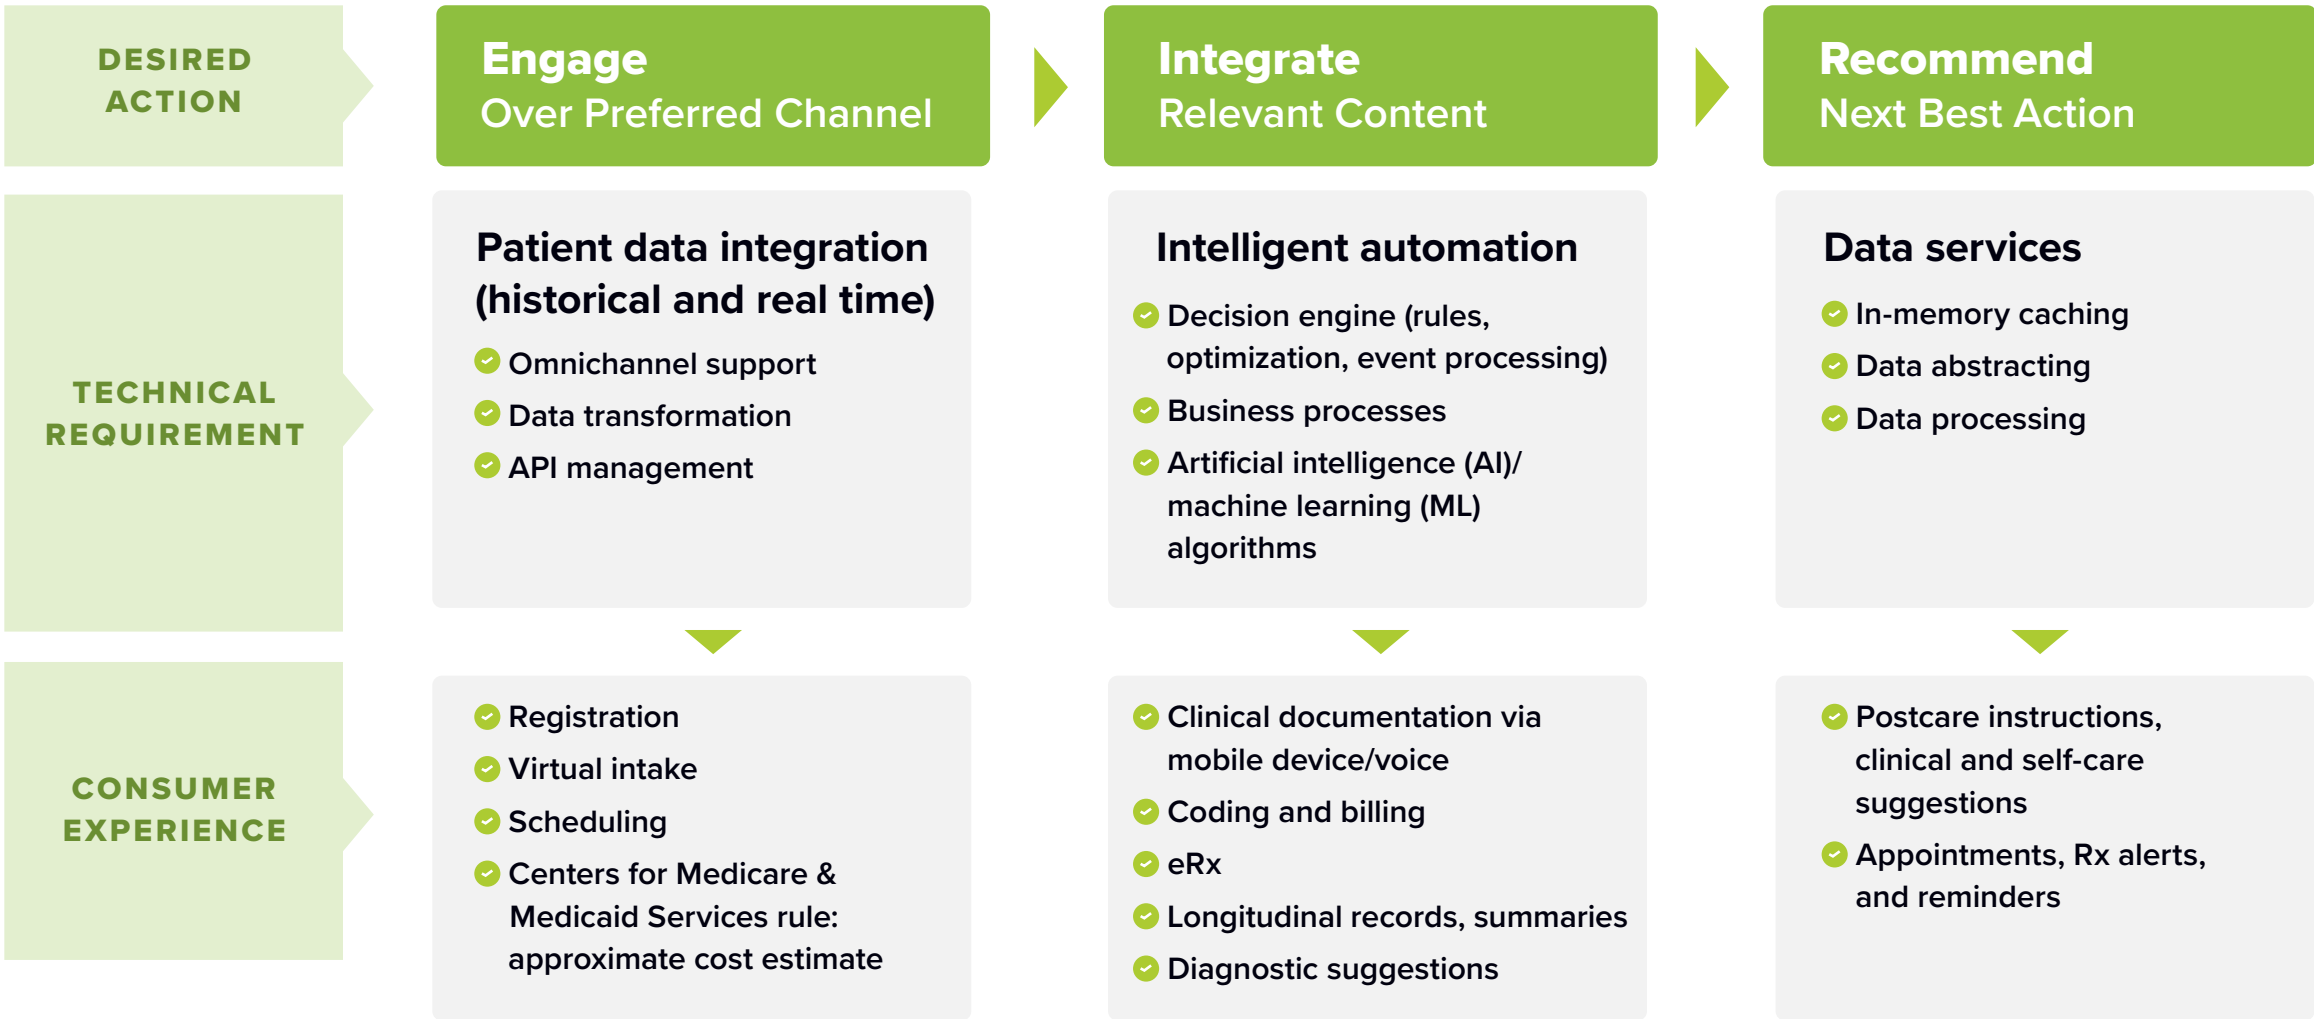 DESIRED
ACTION
Engage
Over Preferred Channel
Integrate
Relevant Content
Recommend
Next Best Action
TECHNICAL
REQUIREMENT
Patient data integration
(historical and real time)
Omnichannel support
Data transformation
API management
Intelligent automation
Decision engine (rules,
optimization, event processing)
Business processes
Artificial intelligence (AI)/
machine learning (ML)
algorithms
Data services
In-memory caching
Data abstracting
Data processing
CONSUMER
EXPERIENCE
Registration
Virtual intake
Scheduling
Centers for Medicare &
Medicaid Services rule:
approximate cost estimate
Clinical documentation via
mobile device/voice
Coding and billing
eRx
Longitudinal records, summaries
Diagnostic suggestions
Postcare instructions,
clinical and self-care
suggestions
Appointments, Rx alerts,
and reminders